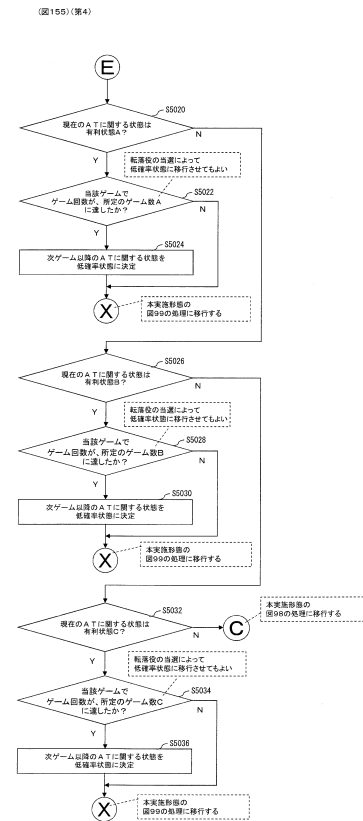 (図155)(第4)
E
S5020
現在のATに関する状態は
有利状態A?
N
Y
転落役の当選によって
低確率状態に移行させてもよい
S5022
当該ゲームで
ゲーム回数が、所定のゲーム数A
に達したか?
N
Y
S5024
次ゲーム以降のATに関する状態を
低確率状態に決定
X
本実施形態の
図99の処理に移行する
S5026
現在のATに関する状態は
有利状態B?
N
Y
転落役の当選によって
低確率状態に移行させてもよい
S5028
当該ゲームで
ゲーム回数が、所定のゲーム数B
に達したか?
N
Y
S5030
次ゲーム以降のATに関する状態を
低確率状態に決定
X
本実施形態の
図99の処理に移行する
S5032
現在のATに関する状態は
有利状態C?
N
C
本実施形態の
図98の処理に移行する
Y
転落役の当選によって
低確率状態に移行させてもよい
S5034
当該ゲームで
ゲーム回数が、所定のゲーム数C
に達したか?
N
Y
S5036
次ゲーム以降のATに関する状態を
低確率状態に決定
X
本実施形態の
図99の処理に移行する